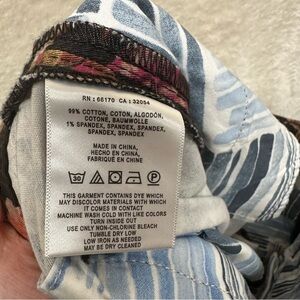 RN : 66170 CA : 32054
99% COTTON, COTON, ALGODÓN,
COTONE, BAUMWOLLE
1% SPANDEX, SPANDEX, SPANDEX
SPANDEX, SPANDEX
MADE IN CHINA,
HECHO EN CHINA,
FABRIQUÉ EN CHINE
30
THIS GARMENT CONTAINS DYE WHICH
MAY DISCOLOR MATERIALS WITH WHICH
IT COMES IN CONTACT
MACHINE WASH COLD WITH LIKE COLORS
TURN INSIDE OUT
USE ONLY NON-CHLORINE BLEACH
TUMBLE DRY LOW
LOW IRON AS NEEDED
MAY BE DRY CLEANED